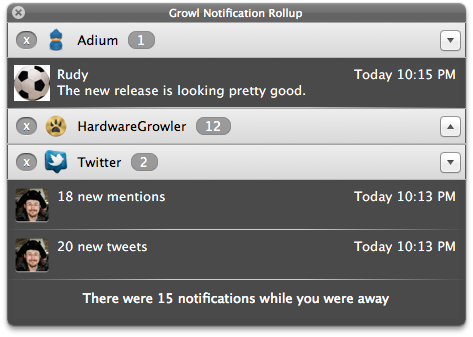 Growl Notification Rollup
x Adium 1
Rudy Today 10:15 PM
The new release is looking pretty good.
x HardwareGrowler 12
x Twitter 2
18 new mentions Today 10:13 PM
20 new tweets Today 10:13 PM
There were 15 notifications while you were away